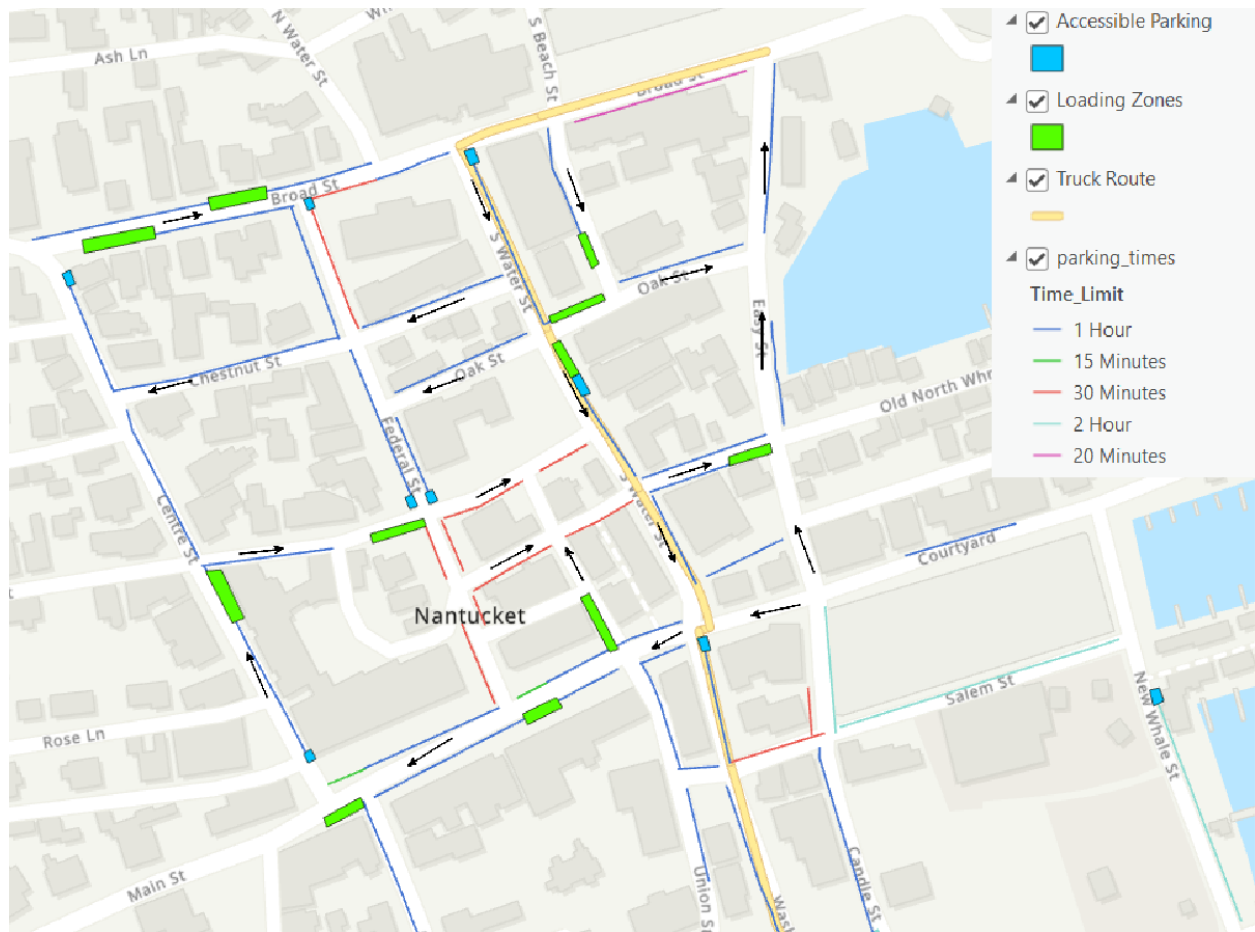 Accessible Parking
Loading Zones
Truck Route
parking_times
Time_Limit
1 Hour
15 Minutes
30 Minutes
2 Hour
20 Minutes
N Water St
S Beach St
Ash Ln
Broad St
Broad St
S Water St
Oak St
Easy St
Chestnut St
Oak St
Old North
Federal St
S Water St
Centre St
Courtyard
Nantucket
Salem St
New Whale St
Rose Ln
Main St
Candle St
Union